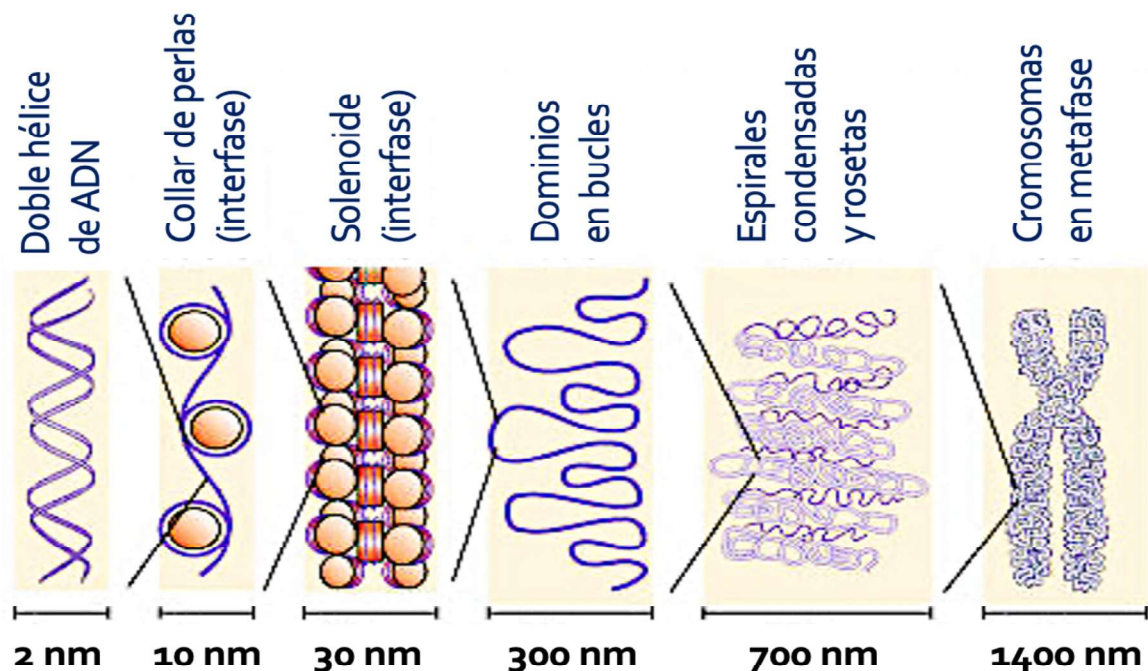 Doble hélice
de ADN
Collar de perlas
(interfase)
Solenoide
(interfase)
Dominios
en bucles
Espirales
condensadas
y rosetas
Cromosomas
en metafase
2 nm
10 nm
30 nm
300 nm
700 nm
1400 nm